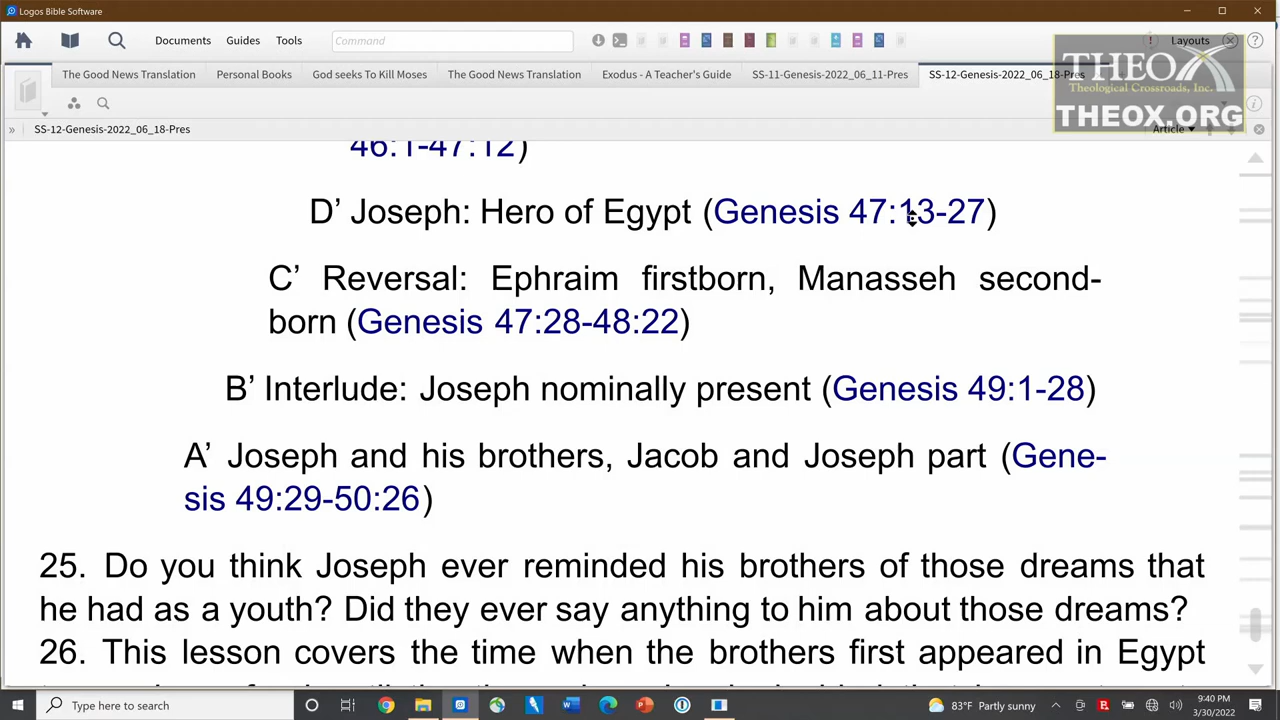 Logos Bible Software
Documents Guides Tools Command Layouts
The Good News Translation Personal Books God seeks To Kill Moses The Good News Translation Exodus - A Teacher's Guide SS-11-Genesis-2022_06_11-Pres SS-12-Genesis-2022_06_18-Pres
THEOX
Theological Crossroads, Inc.
THEOX.ORG
SS-12-Genesis-2022_06_18-Pres Article
46:1-47:12)
D’ Joseph: Hero of Egypt (Genesis 47:13-27)
C’ Reversal: Ephraim firstborn, Manasseh second-
born (Genesis 47:28-48:22)
B’ Interlude: Joseph nominally present (Genesis 49:1-28)
A’ Joseph and his brothers, Jacob and Joseph part (Gene-
sis 49:29-50:26)
25. Do you think Joseph ever reminded his brothers of those dreams that
he had as a youth? Did they ever say anything to him about those dreams?
26. This lesson covers the time when the brothers first appeared in Egypt
Type here to search
83°F Partly sunny
9:40 PM
3/30/2022